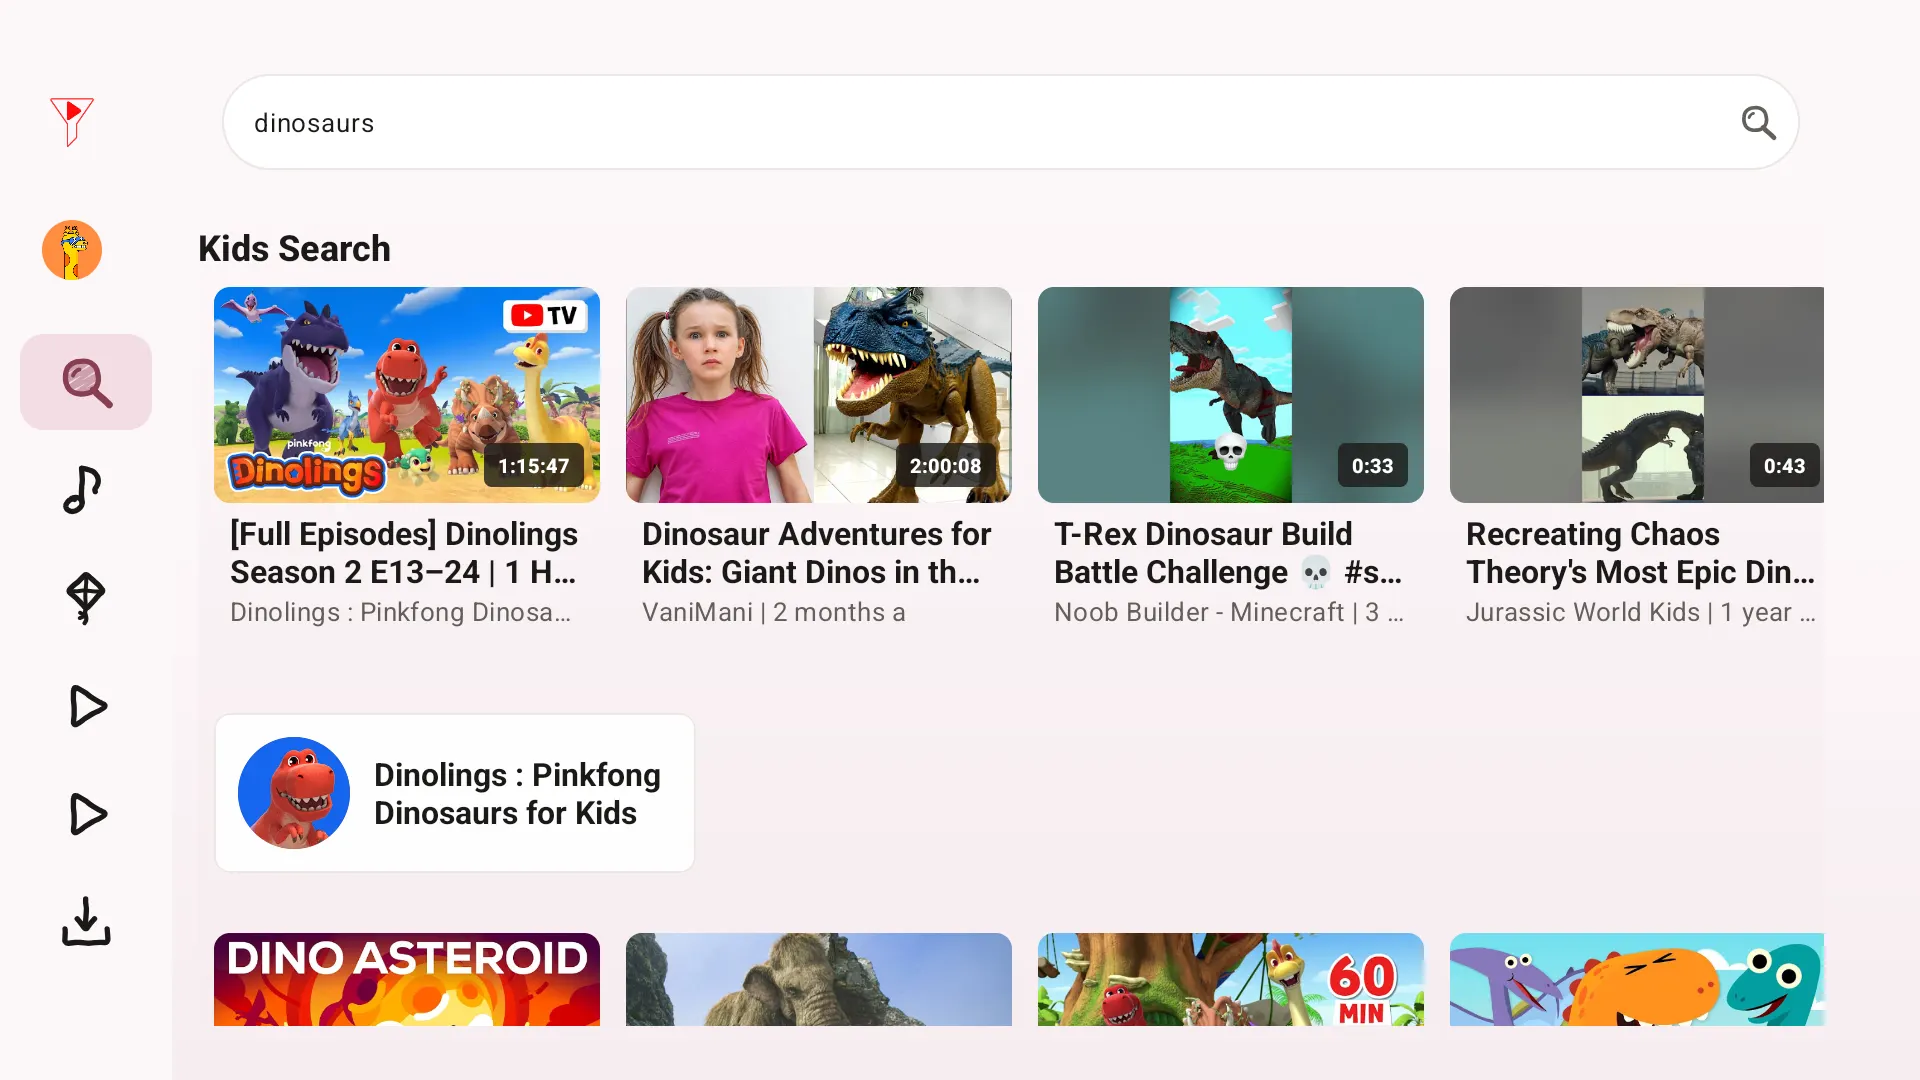 dinosaurs
Kids Search
TV
pinkfong
Dinolings
1:15:47
2:00:08
0:33
0:43
[Full Episodes] Dinolings
Season 2 E13–24 | 1 H...
Dinolings : Pinkfong Dinosa...
Dinosaur Adventures for
Kids: Giant Dinos in th...
VaniMani | 2 months a
T-Rex Dinosaur Build
Battle Challenge 💀 #s...
Noob Builder - Minecraft | 3 ...
Recreating Chaos
Theory's Most Epic Din...
Jurassic World Kids | 1 year ...
Dinolings : Pinkfong
Dinosaurs for Kids
DINO ASTEROID
60
MIN